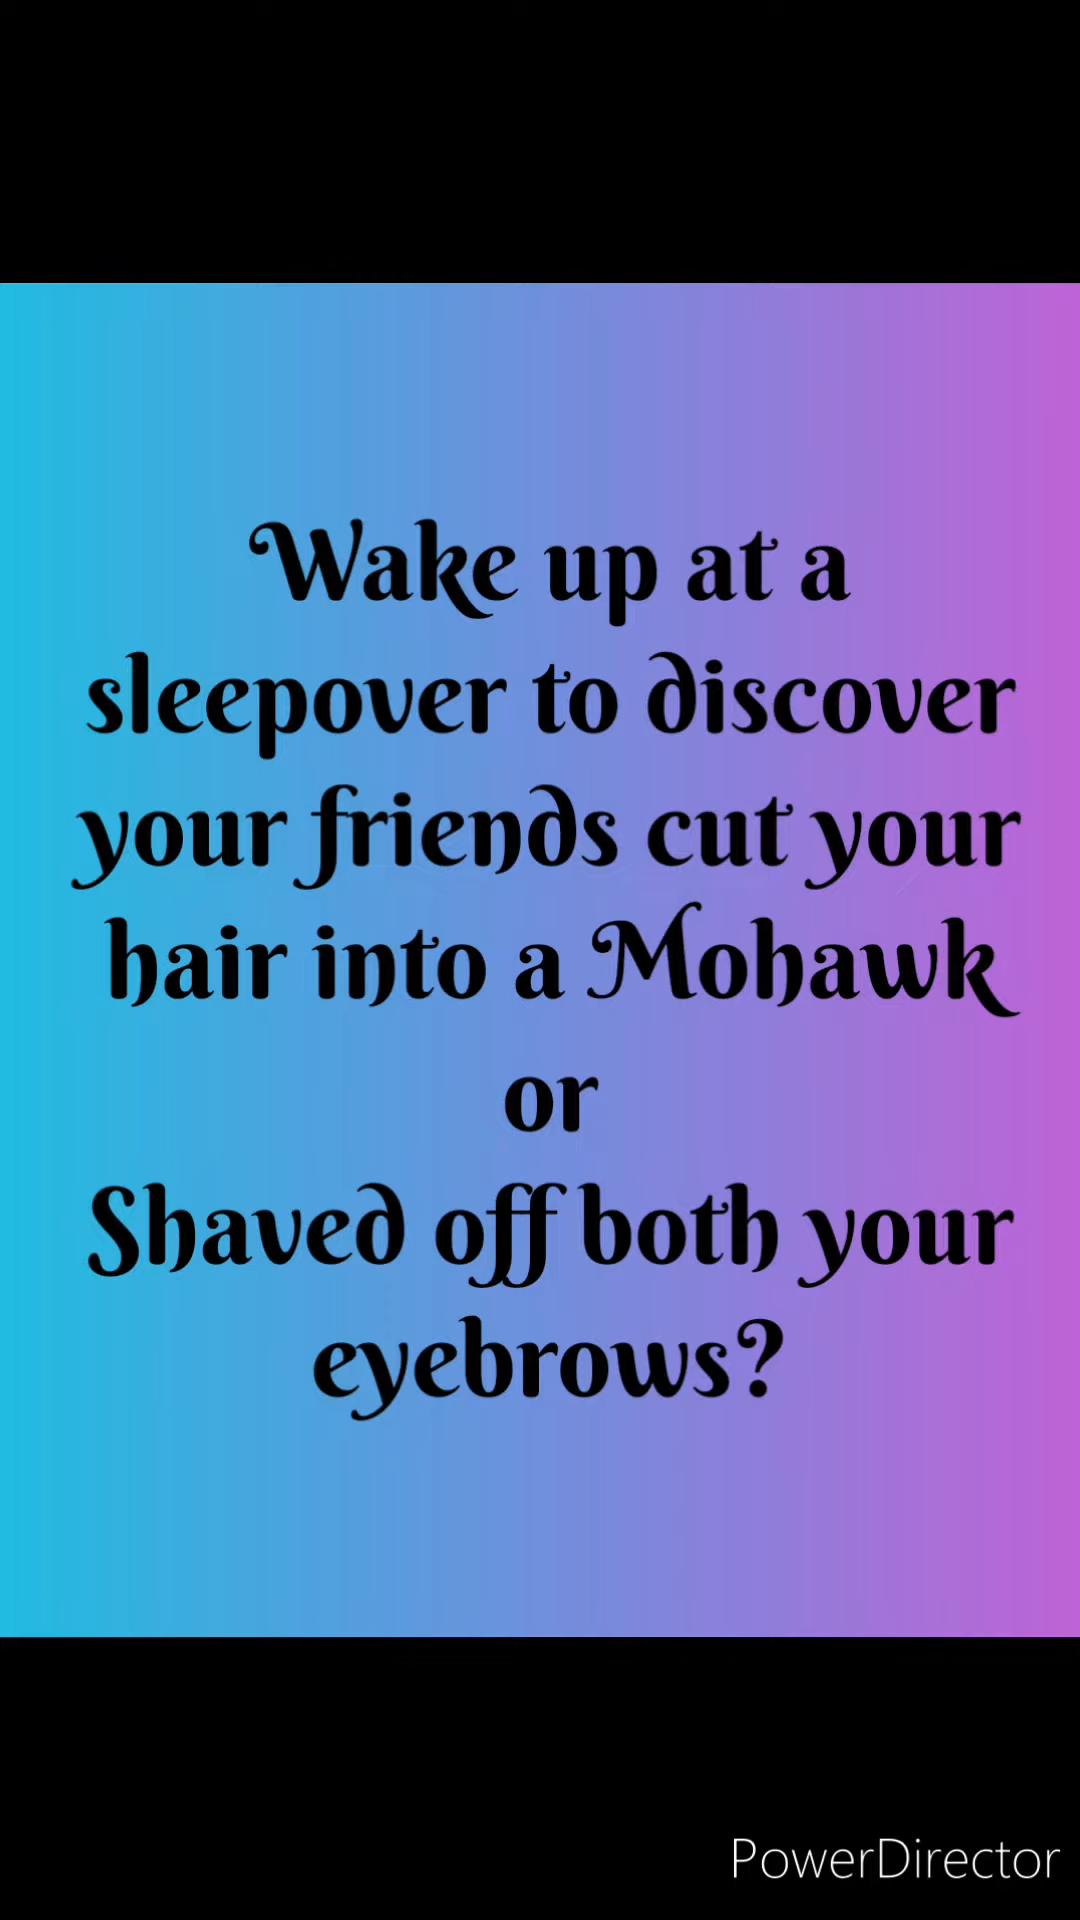 Wake up at a
sleepover to discover
your friends cut your
hair into a Mohawk
or
Shaved off both your
eyebrows?
PowerDirector